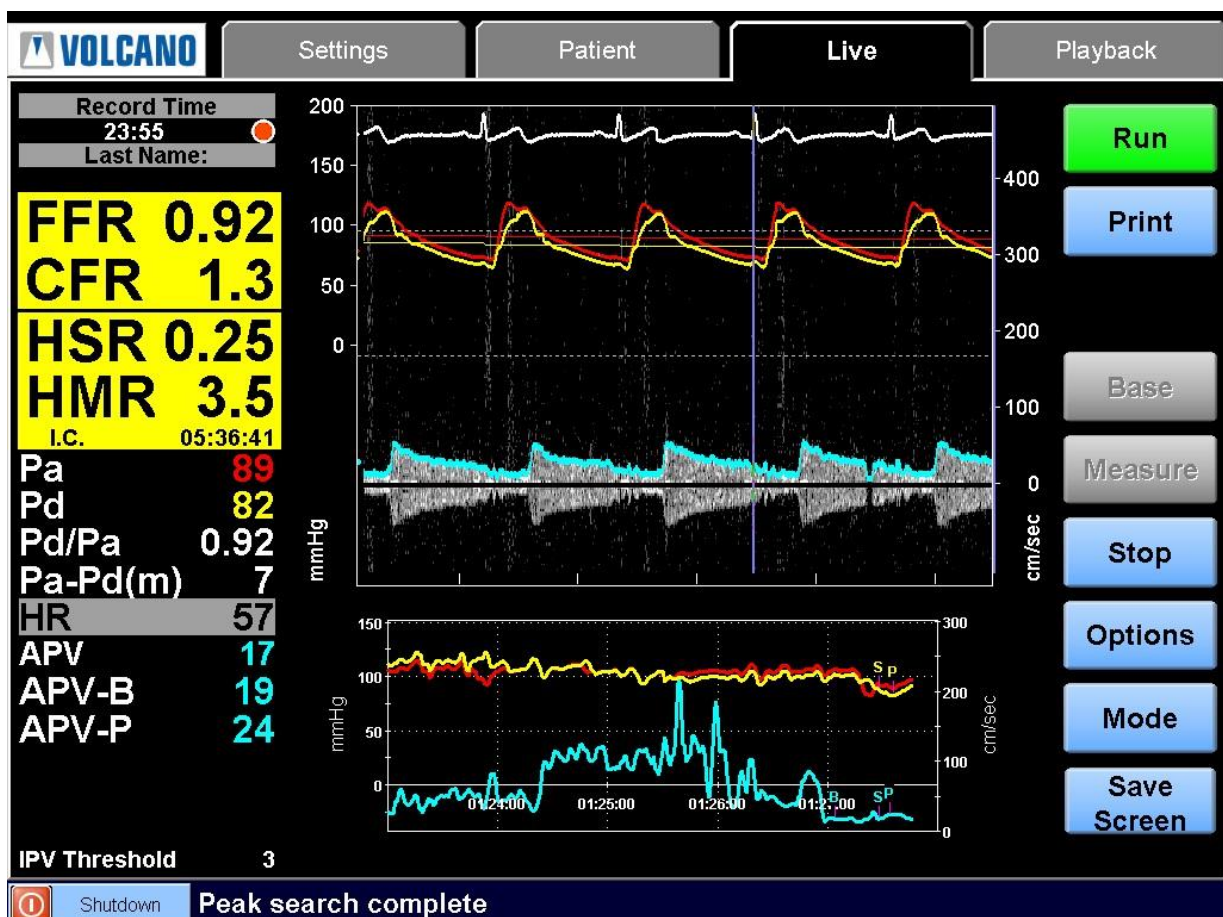 VOLCANO
Settings
Patient
Live
Playback
Record Time
23:55
Last Name:
FFR 0.92
CFR 1.3
HSR 0.25
HMR 3.5
I.C. 05:36:41
Pa 89
Pd 82
Pd/Pa 0.92
Pa-Pd(m) 7
HR 57
APV 17
APV-B 19
APV-P 24
IPV Threshold 3
200
150
100
50
0
mmHg
400
300
200
100
0
cm/sec
150
100
50
0
mmHg
300
200
100
0
cm/sec
S P
B S P
01:24:00
01:25:00
01:26:00
Run
Print
Base
Measure
Stop
Options
Mode
Save
Screen
Shutdown
Peak search complete